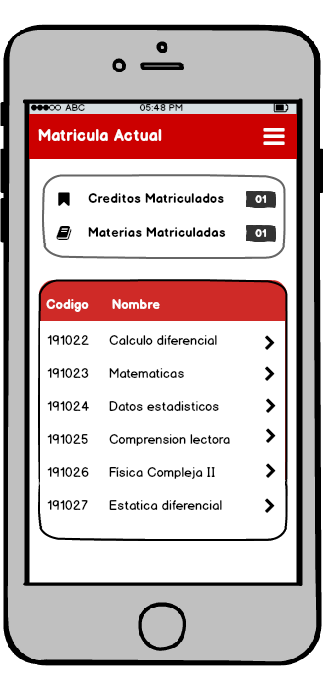 ABC 05:48 PM
Matricula Actual
Creditos Matriculados 01
Materias Matriculadas 01
Codigo Nombre
191022 Calculo diferencial
191023 Matematicas
191024 Datos estadisticos
191025 Comprension lectora
191026 Fisica Compleja II
191027 Estatica diferencial